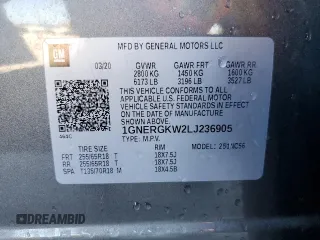 MFD BY GENERAL MOTORS LLC
GM
03/20 GVWR GAWR FRT GAWR RR
2800 KG 1450 KG 1600 KG
6173 LB 3196 LB 3527 LB
THIS VEHICLE CONFORMS TO ALL
APPLICABLE U.S. FEDERAL MOTOR
VEHICLE SAFETY STANDARDS IN
EFFECT ON THE DATE OF
MANUFACTURE SHOWN ABOVE.
1GNERGKW2LJ236905
TYPE: M.P.V. MODEL:
TIRE SIZE RIM
FRT 255/65R18 T 18X7.5J
RR 255/65R18 T 18X7.5J
SPA T135/70R18 M 18X4.5B
AUTOBIDMASTER